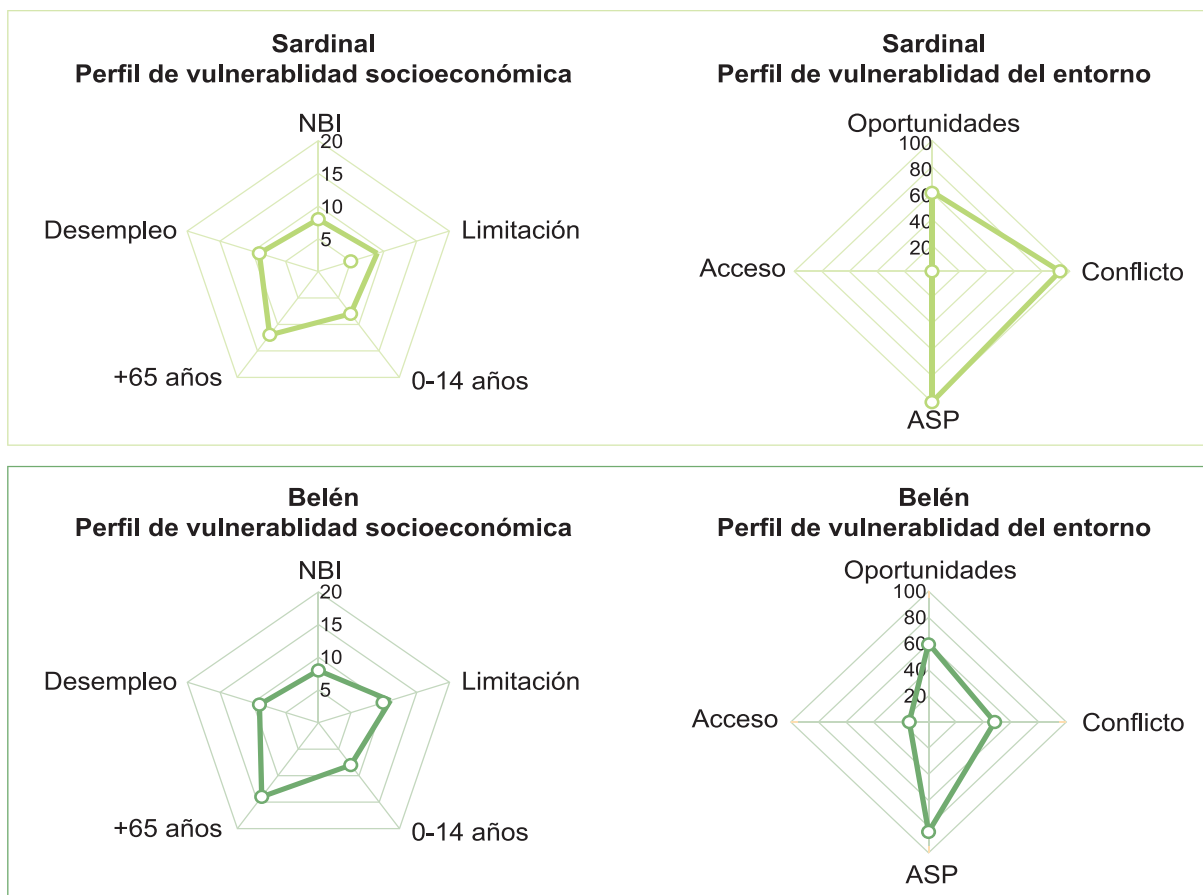 Sardinal
Perfil de vulnerablidad socioeconómica
NBI
20
15
10
5
Desempleo
Limitación
+65 años
0-14 años
Sardinal
Perfil de vulnerablidad del entorno
Oportunidades
100
80
60
40
20
Acceso
Conflicto
ASP
Belén
Perfil de vulnerablidad socioeconómica
NBI
20
15
10
5
Desempleo
Limitación
+65 años
0-14 años
Belén
Perfil de vulnerablidad del entorno
Oportunidades
100
80
60
40
20
Acceso
Conflicto
ASP